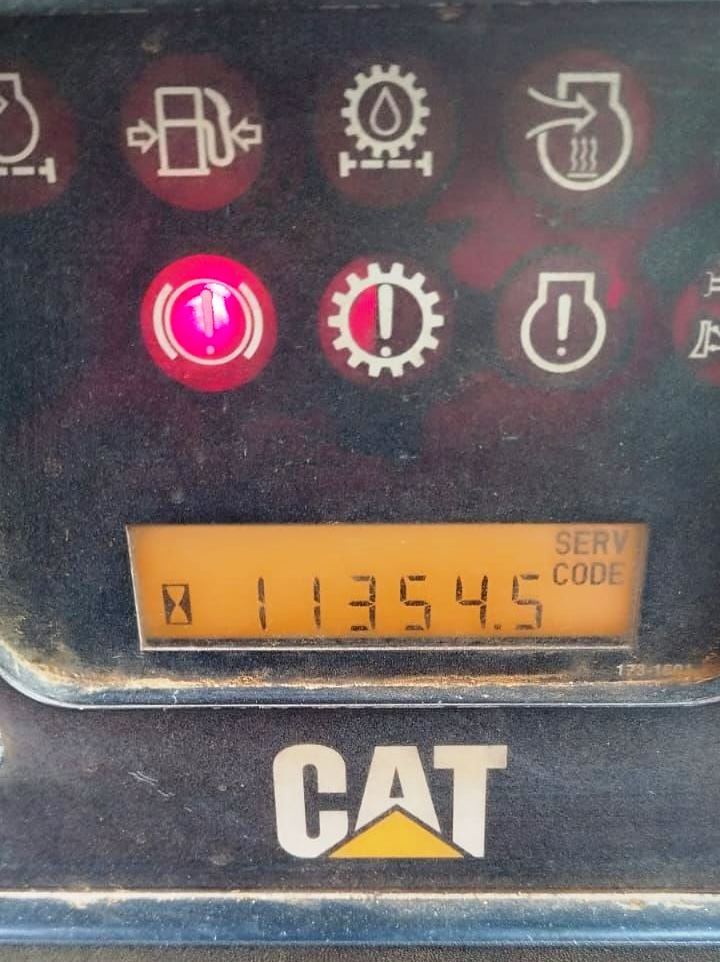 SERV
CODE
11354.5
CAT